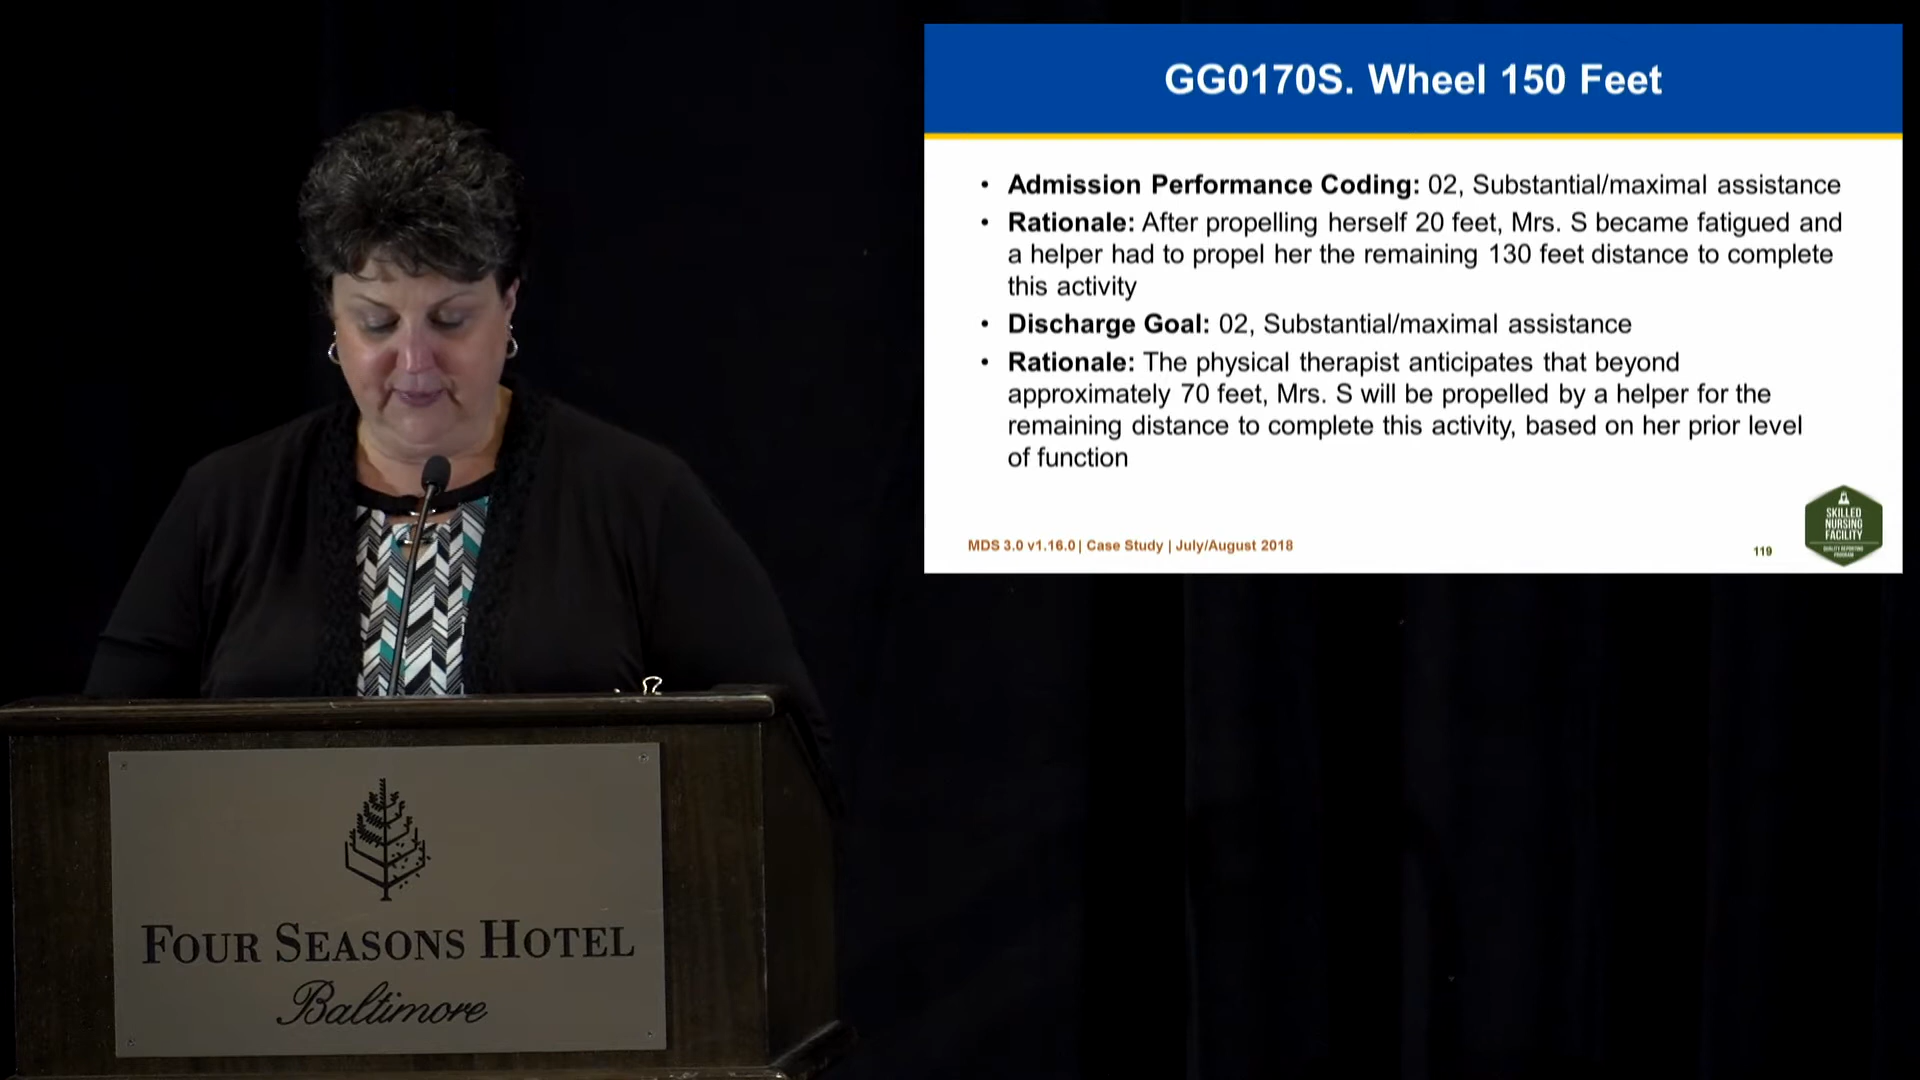 GG0170S. Wheel 150 Feet
• Admission Performance Coding: 02, Substantial/maximal assistance
• Rationale: After propelling herself 20 feet, Mrs. S became fatigued and
a helper had to propel her the remaining 130 feet distance to complete
this activity
• Discharge Goal: 02, Substantial/maximal assistance
• Rationale: The physical therapist anticipates that beyond
approximately 70 feet, Mrs. S will be propelled by a helper for the
remaining distance to complete this activity, based on her prior level
of function
MDS 3.0 v1.16.0 | Case Study | July/August 2018
119
SKILLED
NURSING
FACILITY
QUALITY REPORTING
PROGRAM
FOUR SEASONS HOTEL
Baltimore